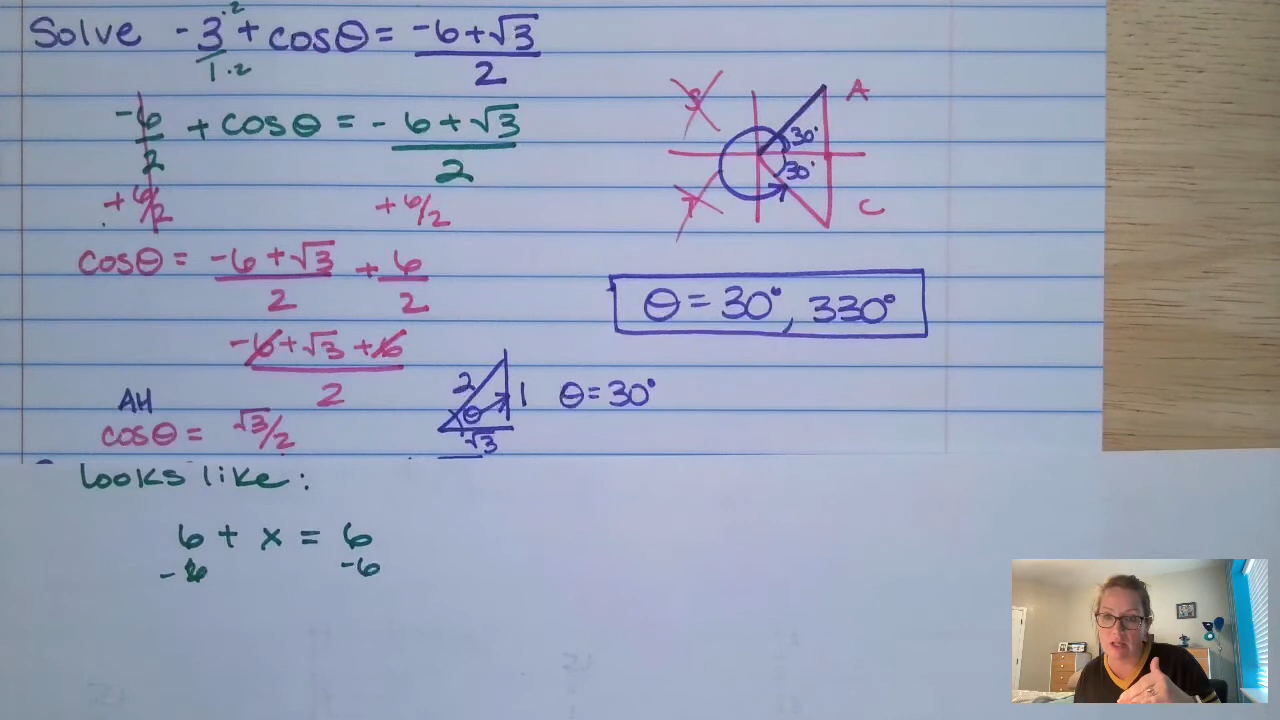 Solve -3 + cosθ = -6+√3
·2
1·2
2
-6/2 + cosθ = -6+√3/2
+6/2 +6/2
cosθ = -6+√3/2 + 6/2
-6+√3+6
2
AH
cosθ = √3/2
2 1 θ √3
θ = 30°
S A
30°
30°
T C
θ = 30°, 330°
looks like:
6 + x = 6
-6 -6